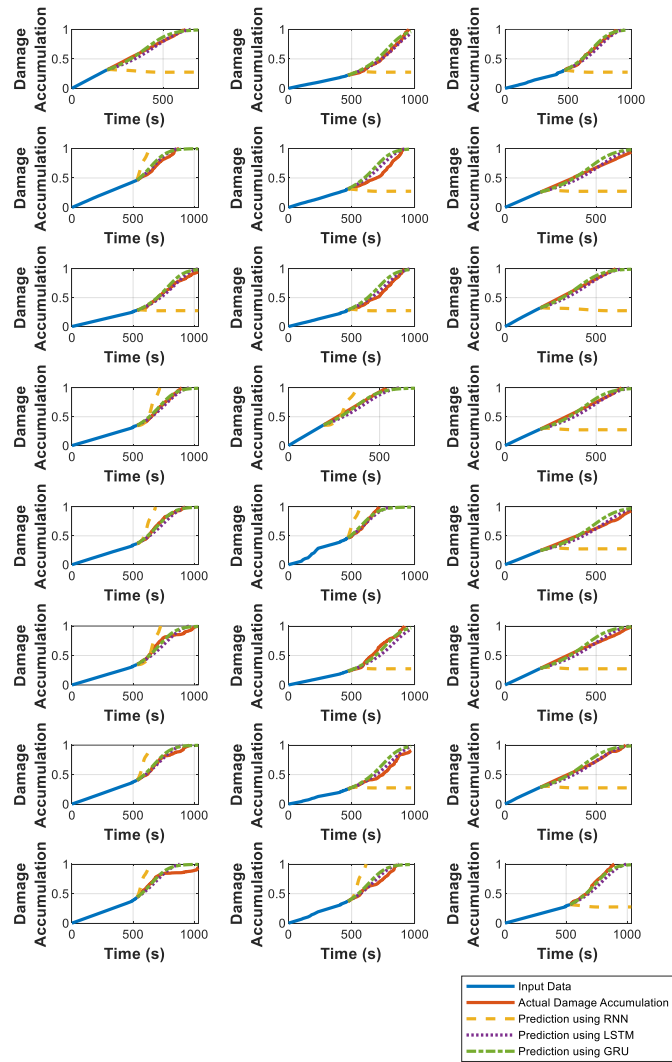 Damage
Accumulation
1
0.5
0
0 500
Time (s)
Damage
Accumulation
1
0.5
0
0 500 1000
Time (s)
Damage
Accumulation
1
0.5
0
0 500 1000
Time (s)
Damage
Accumulation
1
0.5
0
0 500 1000
Time (s)
Damage
Accumulation
1
0.5
0
0 500 1000
Time (s)
Damage
Accumulation
1
0.5
0
0 500
Time (s)
Damage
Accumulation
1
0.5
0
0 500 1000
Time (s)
Damage
Accumulation
1
0.5
0
0 500 1000
Time (s)
Damage
Accumulation
1
0.5
0
0 500
Time (s)
Damage
Accumulation
1
0.5
0
0 500 1000
Time (s)
Damage
Accumulation
1
0.5
0
0 500
Time (s)
Damage
Accumulation
1
0.5
0
0 500
Time (s)
Damage
Accumulation
1
0.5
0
0 500 1000
Time (s)
Damage
Accumulation
1
0.5
0
0 500 1000
Time (s)
Damage
Accumulation
1
0.5
0
0 500
Time (s)
Damage
Accumulation
1
0.5
0
0 500 1000
Time (s)
Damage
Accumulation
1
0.5
0
0 500 1000
Time (s)
Damage
Accumulation
1
0.5
0
0 500
Time (s)
Damage
Accumulation
1
0.5
0
0 500 1000
Time (s)
Damage
Accumulation
1
0.5
0
0 500 1000
Time (s)
Damage
Accumulation
1
0.5
0
0 500
Time (s)
Damage
Accumulation
1
0.5
0
0 500 1000
Time (s)
Damage
Accumulation
1
0.5
0
0 500 1000
Time (s)
Damage
Accumulation
1
0.5
0
0 500 1000
Time (s)
Input Data
Actual Damage Accumulation
Prediction using RNN
Prediction using LSTM
Prediction using GRU